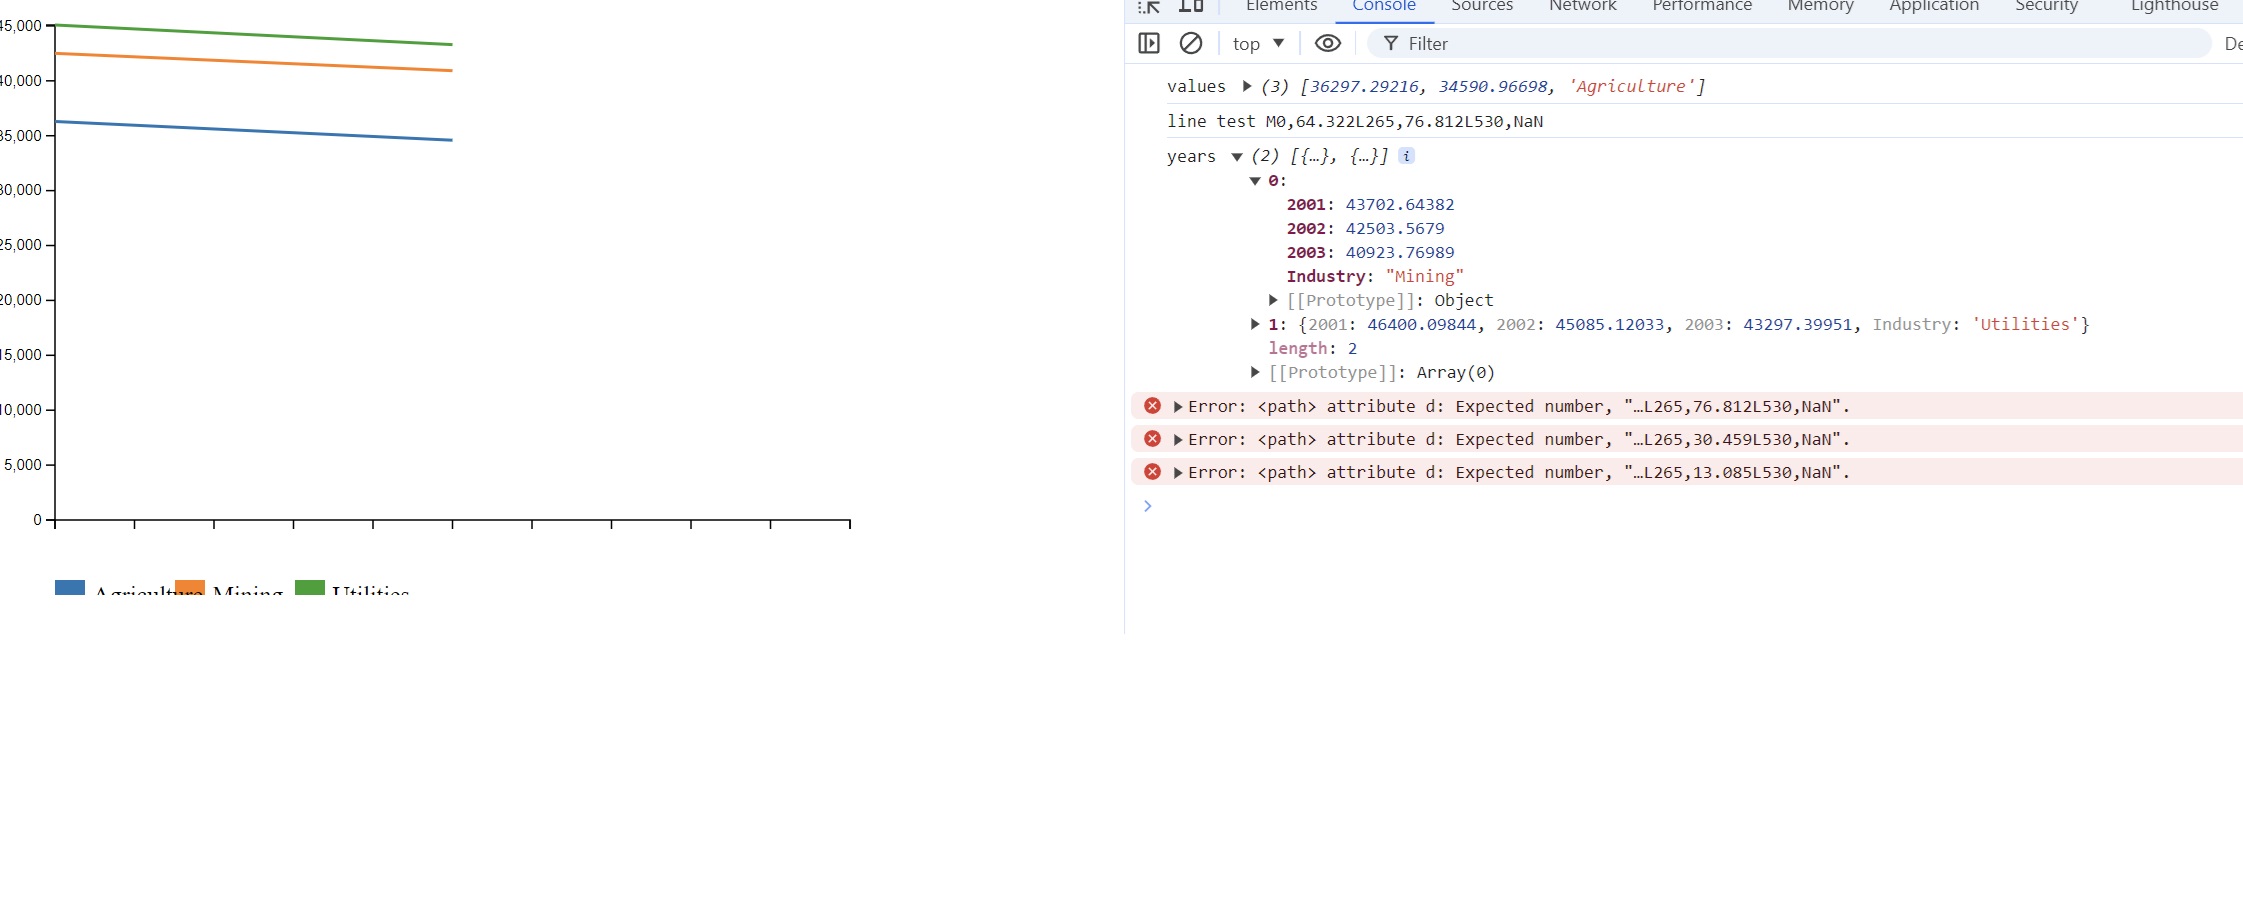 45,000
40,000
35,000
30,000
25,000
20,000
15,000
10,000
5,000
0
Agriculture Mining Utilities
Elements Console Sources Network Performance Memory Application Security Lighthouse
top Filter De
values (3) [36297.29216, 34590.96698, 'Agriculture']
line test M0,64.322L265,76.812L530,NaN
years (2) [{…}, {…}] i
0:
2001: 43702.64382
2002: 42503.5679
2003: 40923.76989
Industry: "Mining"
[[Prototype]]: Object
1: {2001: 46400.09844, 2002: 45085.12033, 2003: 43297.39951, Industry: 'Utilities'}
length: 2
[[Prototype]]: Array(0)
Error: <path> attribute d: Expected number, "…L265,76.812L530,NaN".
Error: <path> attribute d: Expected number, "…L265,30.459L530,NaN".
Error: <path> attribute d: Expected number, "…L265,13.085L530,NaN".